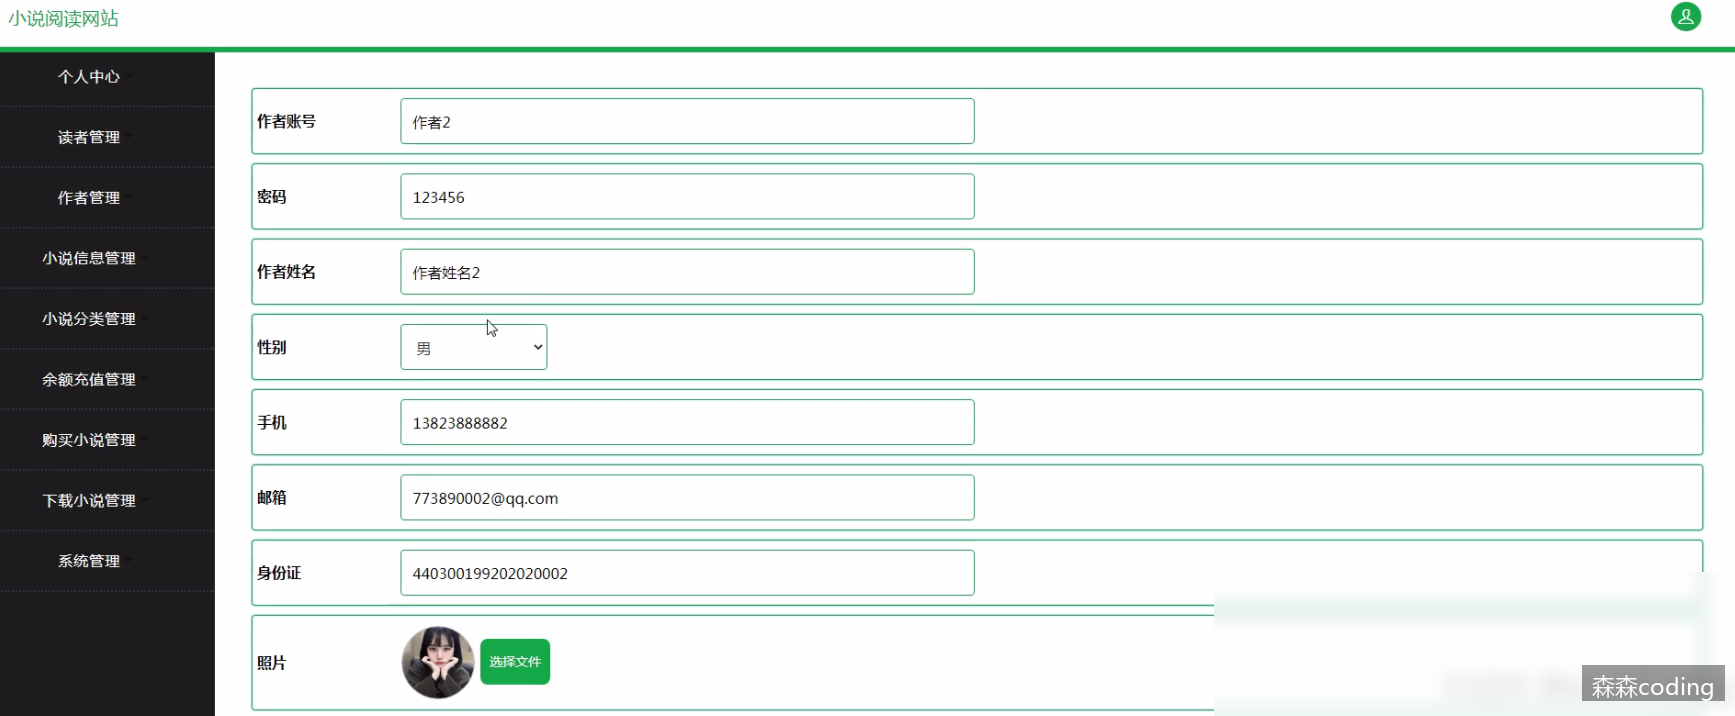 小说阅读网站
个人中心
读者管理
作者管理
小说信息管理
小说分类管理
余额充值管理
购买小说管理
下载小说管理
系统管理
作者账号 作者2
密码 123456
作者姓名 作者姓名2
性别 男
手机 13823888882
邮箱 773890002@qq.com
身份证 440300199202020002
照片 选择文件
森森coding